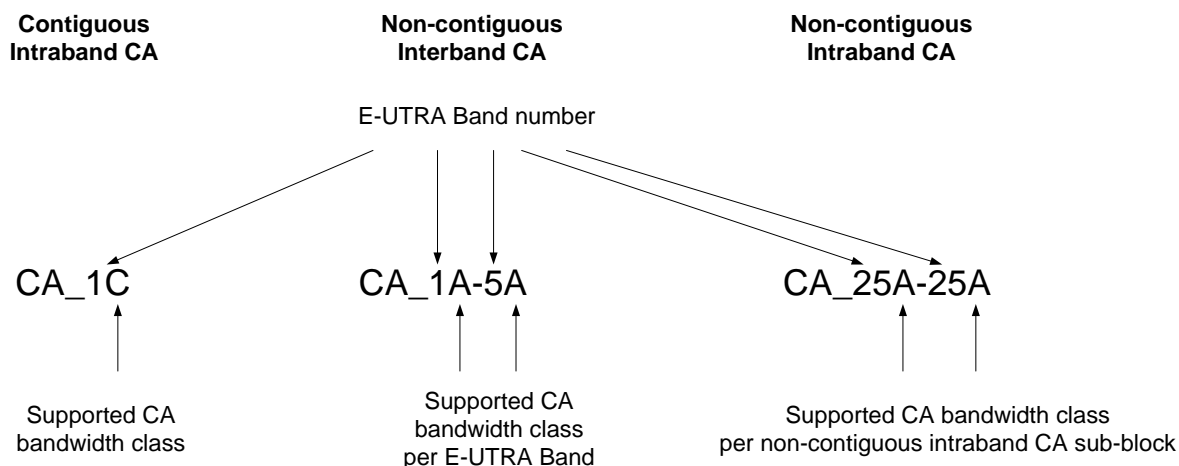 Contiguous
Intraband CA
Non-contiguous
Interband CA
Non-contiguous
Intraband CA
E-UTRA Band number
CA_1C
CA_1A-5A
CA_25A-25A
Supported CA
bandwidth class
Supported CA
bandwidth class
per E-UTRA Band
Supported CA bandwidth class
per non-contiguous intraband CA sub-block